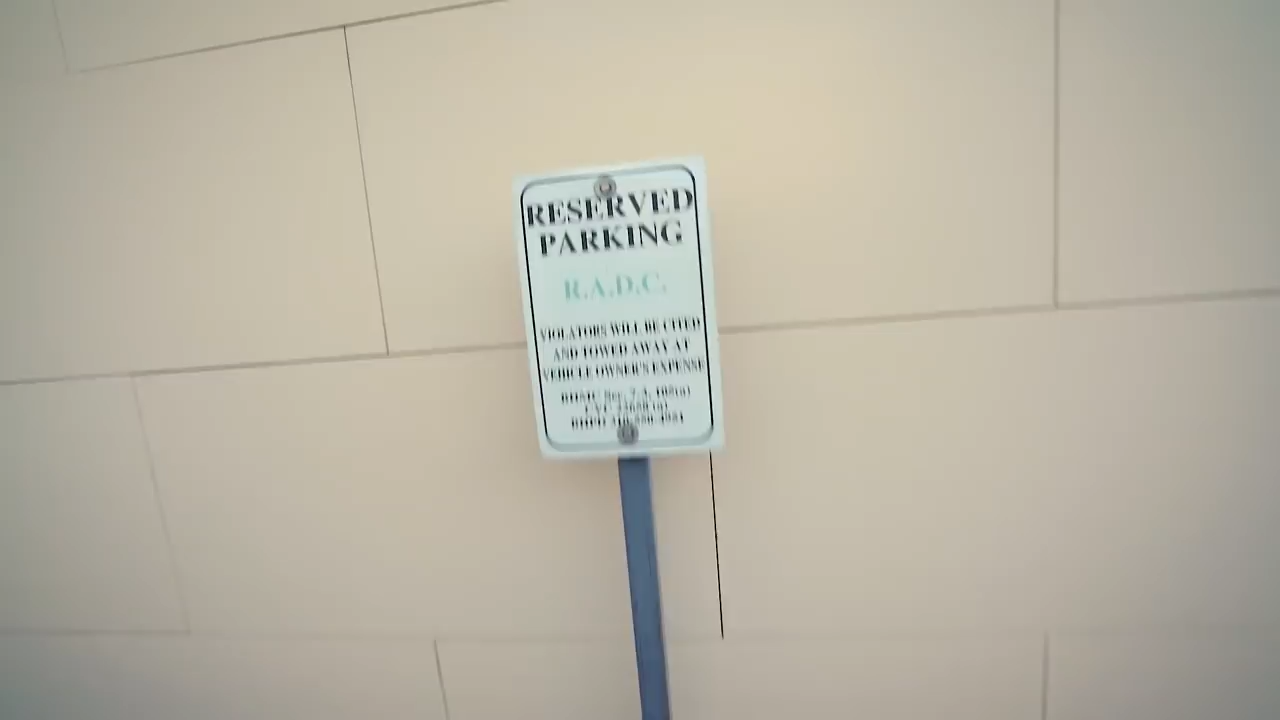 RESERVED
PARKING
R.A.D.C.
VIOLATORS WILL BE CITED
AND TOWED AWAY AT
VEHICLE OWNER'S EXPENSE